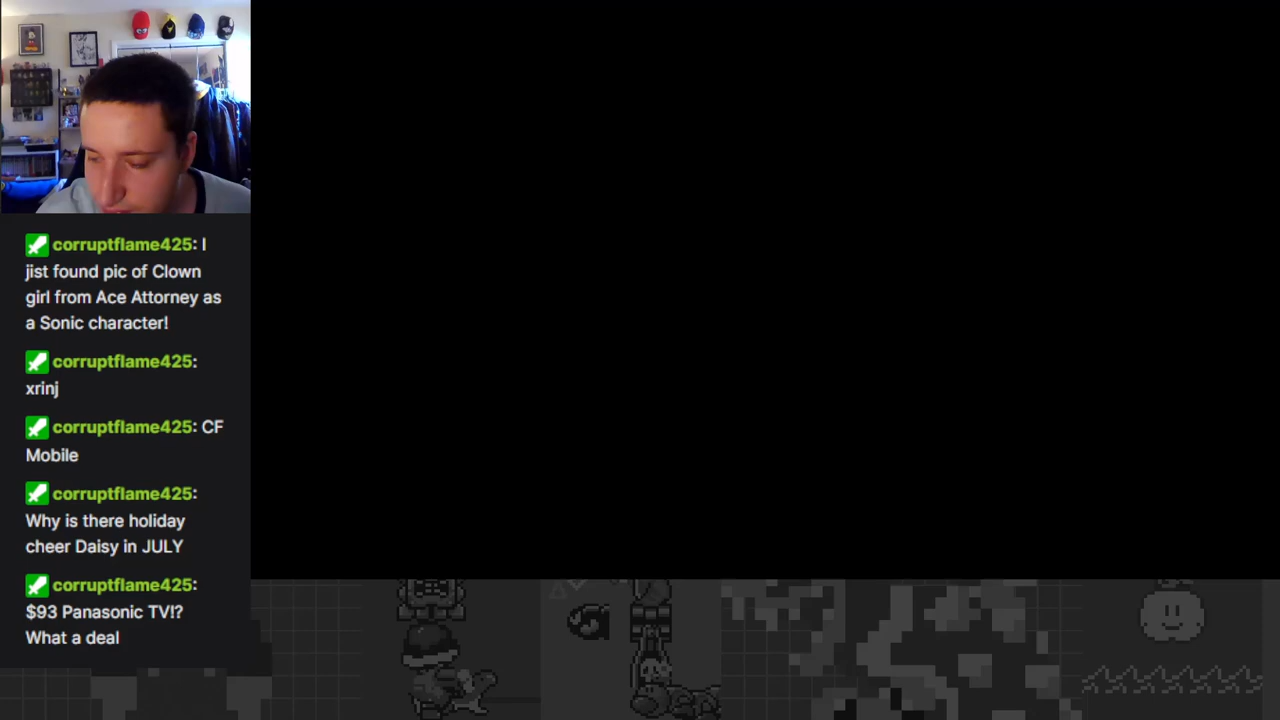 corruptflame425: I
jist found pic of Clown
girl from Ace Attorney as
a Sonic character!
corruptflame425:
xrinj
corruptflame425: CF
Mobile
corruptflame425:
Why is there holiday
cheer Daisy in JULY
corruptflame425:
$93 Panasonic TV!?
What a deal